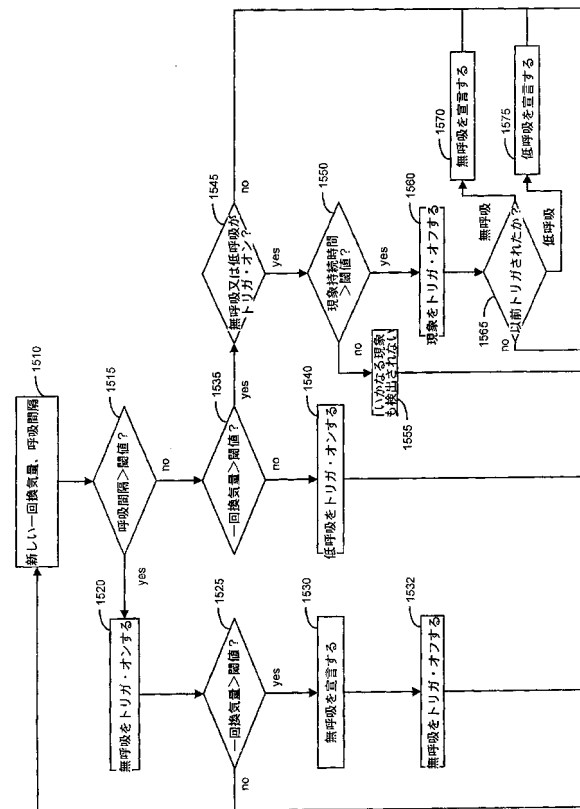 1510
新しい一回換気量、呼吸間隔
1515
呼吸間隔>閾値?
yes
no
1520
無呼吸をトリガ・オンする
1525
一回換気量>閾値?
no
yes
1530
無呼吸を宣言する
1532
無呼吸をトリガ・オフする
1535
一回換気量>閾値?
yes
no
1540
低呼吸をトリガ・オンする
1545
無呼吸又は低呼吸が
トリガ・オン?
no
yes
1550
現象持続時間
>閾値?
no
yes
いかなる現象
も検出されない
1555
1560
現象をトリガ・オフする
1565
以前トリガされたか?
no
無呼吸
低呼吸
1570
無呼吸を宣言する
1575
低呼吸を宣言する